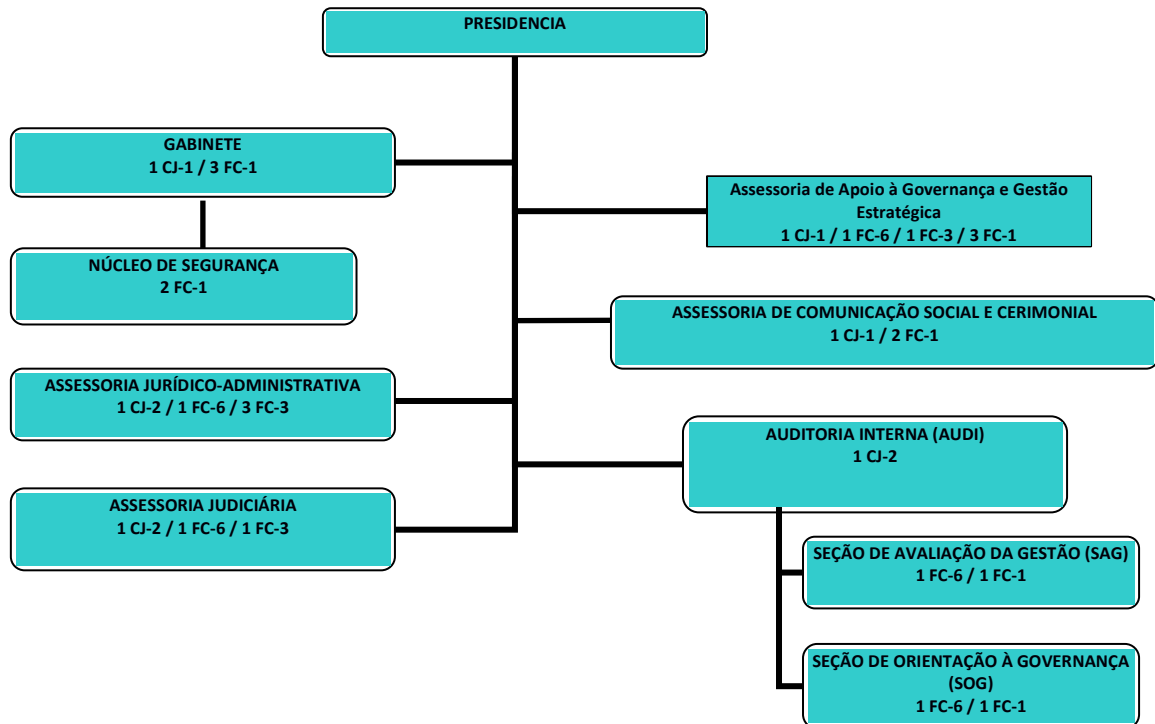 PRESIDENCIA
GABINETE
1 CJ-1 / 3 FC-1
Assessoria de Apoio à Governança e Gestão
Estratégica
1 CJ-1 / 1 FC-6 / 1 FC-3 / 3 FC-1
NÚCLEO DE SEGURANÇA
2 FC-1
ASSESSORIA DE COMUNICAÇÃO SOCIAL E CERIMONIAL
1 CJ-1 / 2 FC-1
ASSESSORIA JURÍDICO-ADMINISTRATIVA
1 CJ-2 / 1 FC-6 / 3 FC-3
AUDITORIA INTERNA (AUDI)
1 CJ-2
ASSESSORIA JUDICIÁRIA
1 CJ-2 / 1 FC-6 / 1 FC-3
SEÇÃO DE AVALIAÇÃO DA GESTÃO (SAG)
1 FC-6 / 1 FC-1
SEÇÃO DE ORIENTAÇÃO À GOVERNANÇA
(SOG)
1 FC-6 / 1 FC-1